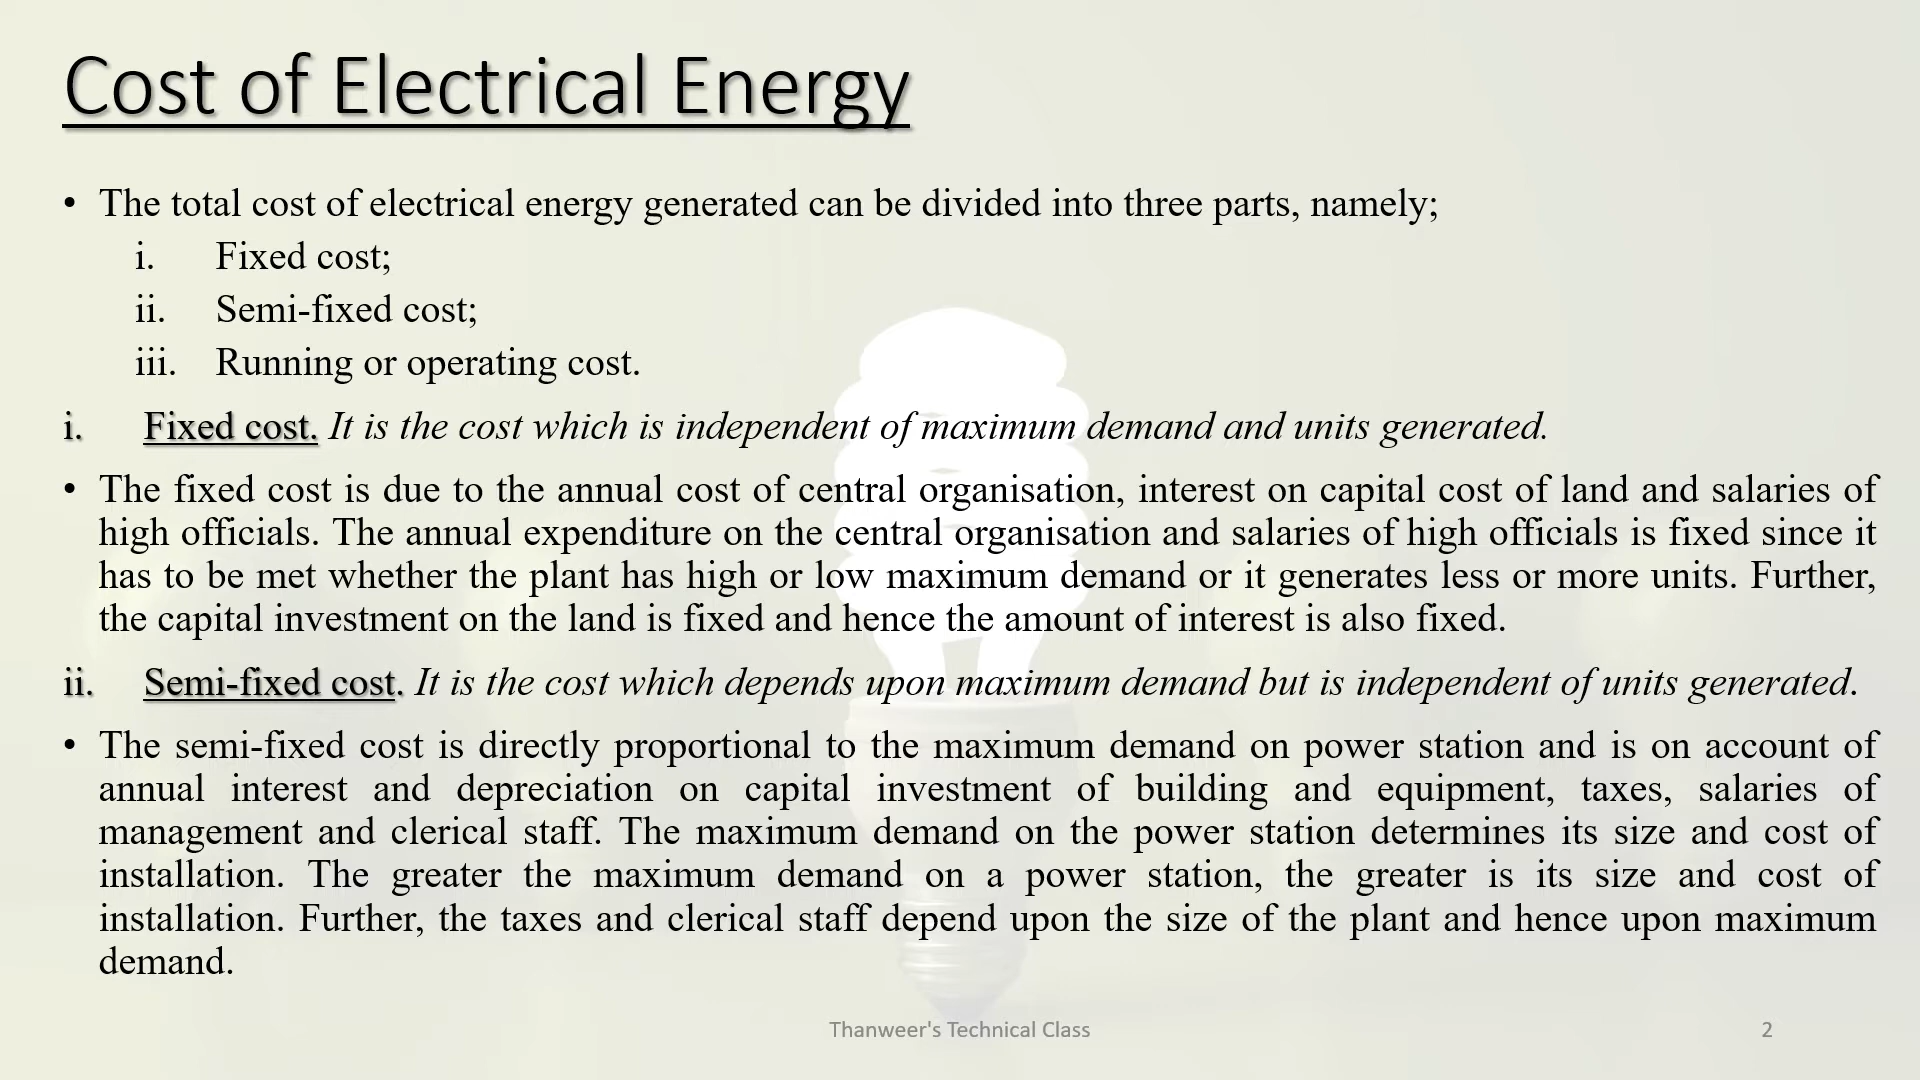 Cost of Electrical Energy
• The total cost of electrical energy generated can be divided into three parts, namely;
i. Fixed cost;
ii. Semi-fixed cost;
iii. Running or operating cost.
i. Fixed cost. It is the cost which is independent of maximum demand and units generated.
• The fixed cost is due to the annual cost of central organisation, interest on capital cost of land and salaries of
high officials. The annual expenditure on the central organisation and salaries of high officials is fixed since it
has to be met whether the plant has high or low maximum demand or it generates less or more units. Further,
the capital investment on the land is fixed and hence the amount of interest is also fixed.
ii. Semi-fixed cost. It is the cost which depends upon maximum demand but is independent of units generated.
• The semi-fixed cost is directly proportional to the maximum demand on power station and is on account of
annual interest and depreciation on capital investment of building and equipment, taxes, salaries of
management and clerical staff. The maximum demand on the power station determines its size and cost of
installation. The greater the maximum demand on a power station, the greater is its size and cost of
installation. Further, the taxes and clerical staff depend upon the size of the plant and hence upon maximum
demand.
Thanweer's Technical Class
2